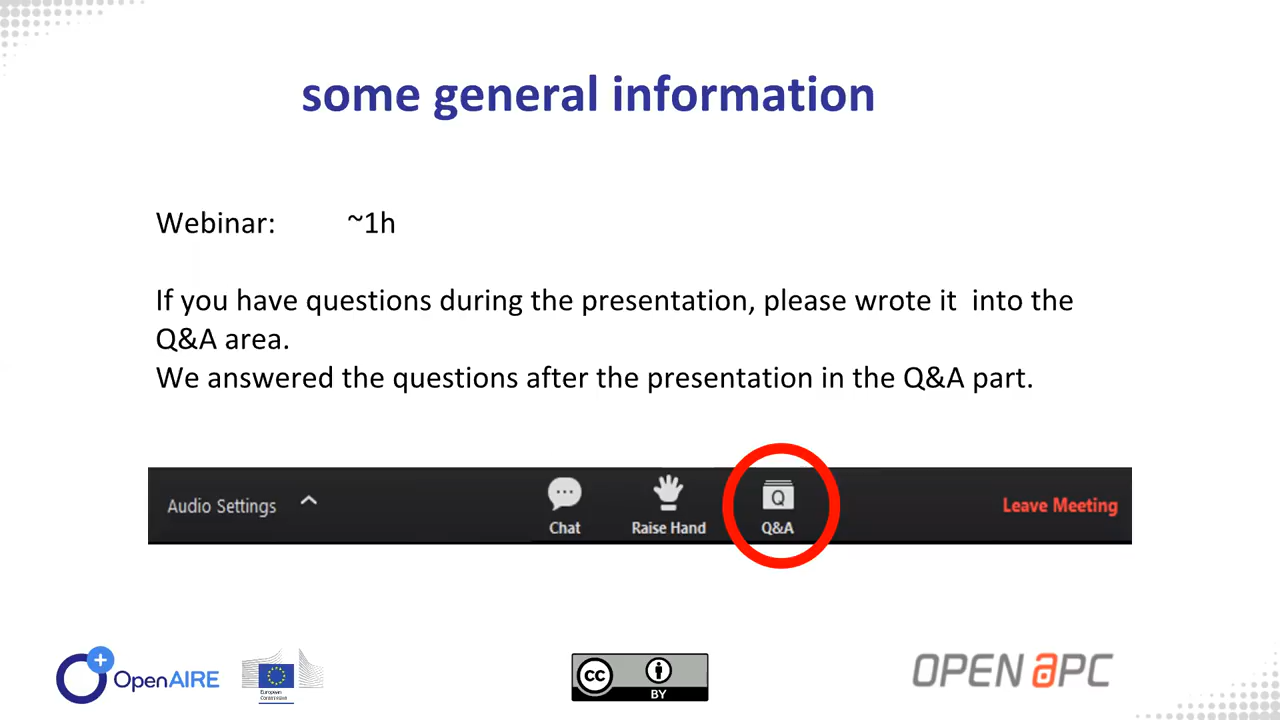 some general information
Webinar: ~1h
If you have questions during the presentation, please wrote it into the
Q&A area.
We answered the questions after the presentation in the Q&A part.
Audio Settings
Chat
Raise Hand
Q
Q&A
Leave Meeting
OpenAIRE
European
Commission
cc
BY
OPEN APC